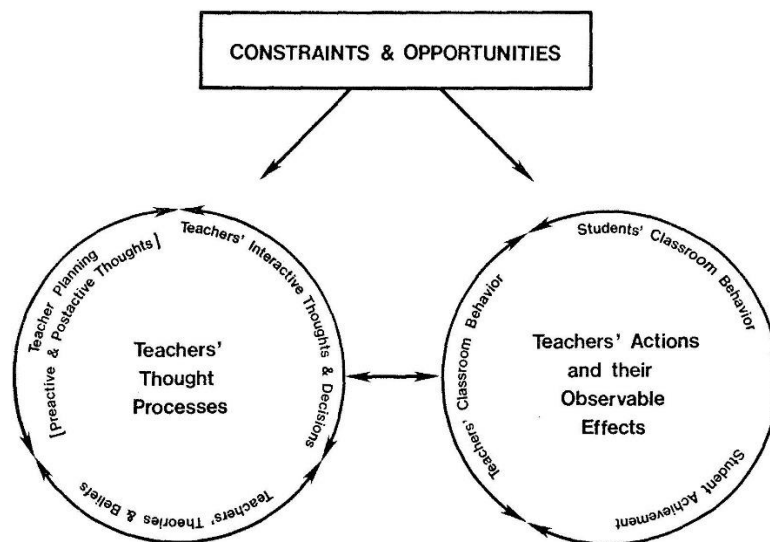 CONSTRAINTS & OPPORTUNITIES
Teacher Planning
[Preactive & Postactive Thoughts]
Teachers' Interactive Thoughts & Decisions
Teachers' Theories & Beliefs
Teachers'
Thought
Processes
Teachers' Classroom Behavior
Students' Classroom Behavior
Student Achievement
Teachers' Actions
and their
Observable
Effects